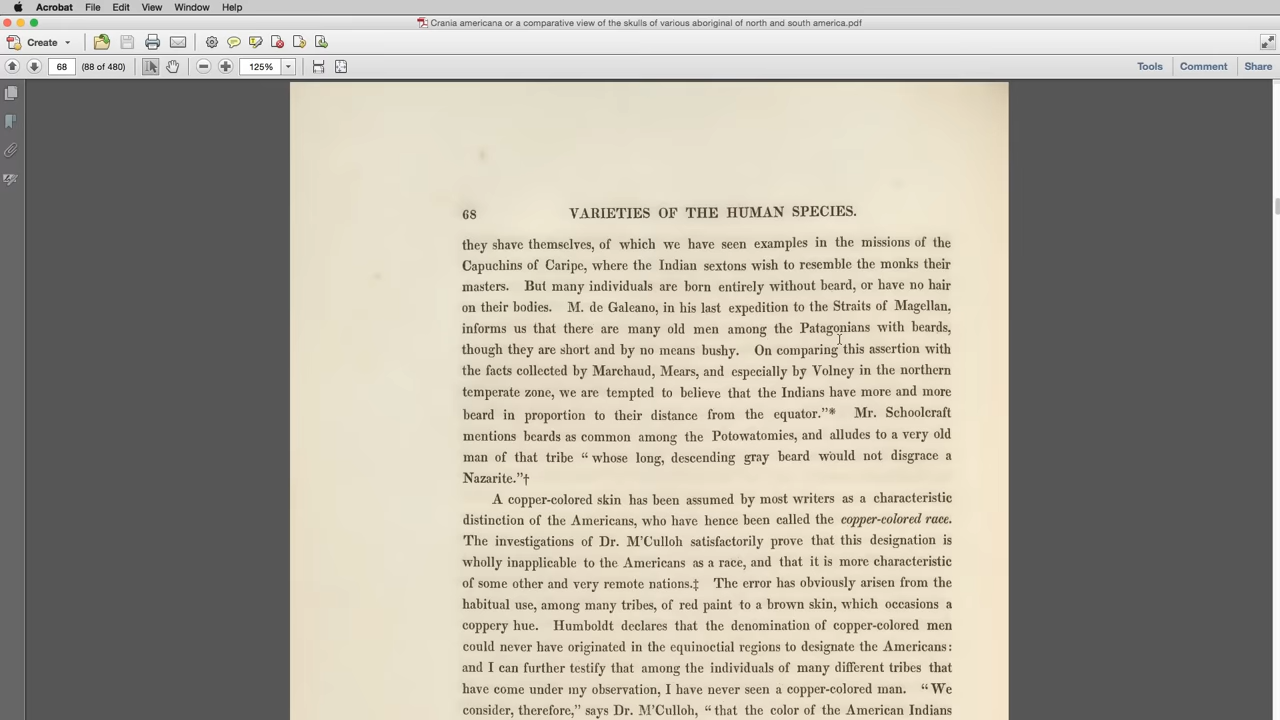 Acrobat File Edit View Window Help
Crania americana or a comparative view of the skulls of various aboriginal of north and south america.pdf
Create
68 (88 of 480) 125% Tools Comment Share
68 VARIETIES OF THE HUMAN SPECIES.
they shave themselves, of which we have seen examples in the missions of the
Capuchins of Caripe, where the Indian sextons wish to resemble the monks their
masters. But many individuals are born entirely without beard, or have no hair
on their bodies. M. de Galeano, in his last expedition to the Straits of Magellan,
informs us that there are many old men among the Patagonians with beards,
though they are short and by no means bushy. On comparing this assertion with
the facts collected by Marchaud, Mears, and especially by Volney in the northern
temperate zone, we are tempted to believe that the Indians have more and more
beard in proportion to their distance from the equator."* Mr. Schoolcraft
mentions beards as common among the Potowatomies, and alludes to a very old
man of that tribe "whose long, descending gray beard would not disgrace a
Nazarite."†
A copper-colored skin has been assumed by most writers as a characteristic
distinction of the Americans, who have hence been called the copper-colored race.
The investigations of Dr. M'Culloh satisfactorily prove that this designation is
wholly inapplicable to the Americans as a race, and that it is more characteristic
of some other and very remote nations.‡ The error has obviously arisen from the
habitual use, among many tribes, of red paint to a brown skin, which occasions a
coppery hue. Humboldt declares that the denomination of copper-colored men
could never have originated in the equinoctial regions to designate the Americans:
and I can further testify that among the individuals of many different tribes that
have come under my observation, I have never seen a copper-colored man. "We
consider, therefore," says Dr. M'Culloh, "that the color of the American Indians